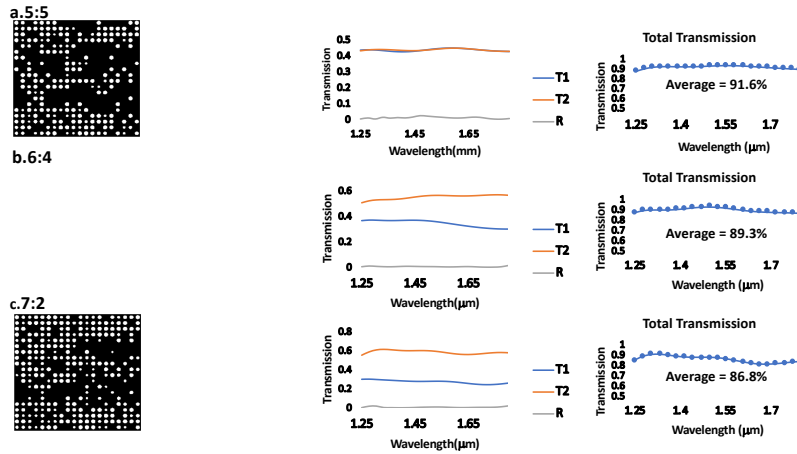 a.5:5
0.5
0.4
0.3
0.2
0.1
0
Transmission
1.25 1.45 1.65
Wavelength(mm)
T1
T2
R
Total Transmission
1
0.9
0.8
0.7
0.6
0.5
Transmission
Average = 91.6%
1.25 1.4 1.55 1.7
Wavelength (μm)
b.6:4
0.6
0.4
0.2
0
Transmission
1.25 1.45 1.65
Wavelength(μm)
T1
T2
R
Total Transmission
1
0.9
0.8
0.7
0.6
0.5
Transmission
Average = 89.3%
1.25 1.4 1.55 1.7
Wavelength (μm)
c.7:2
0.8
0.6
0.4
0.2
0
Transmission
1.25 1.45 1.65
Wavelength(μm)
T1
T2
R
Total Transmission
1
0.9
0.8
0.7
0.6
0.5
Transmission
Average = 86.8%
1.25 1.4 1.55 1.7
Wavelength (μm)